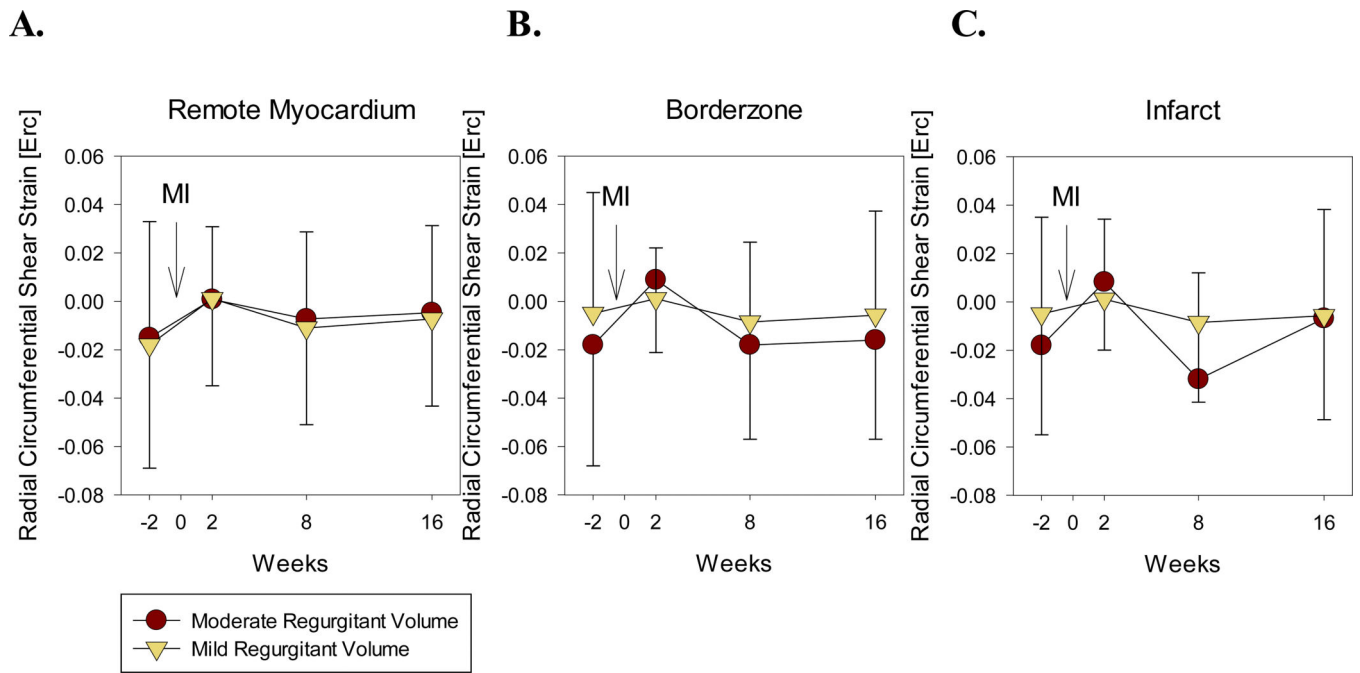 A.
B.
C.
Remote Myocardium
Borderzone
Infarct
Radial Circumferential Shear Strain [Erc]
0.06
0.04
0.02
0.00
-0.02
-0.04
-0.06
-0.08
MI
-2 0 2 8 16
Weeks
Radial Circumferential Shear Strain [Erc]
0.06
0.04
0.02
0.00
-0.02
-0.04
-0.06
-0.08
MI
-2 0 2 8 16
Weeks
Radial Circumferential Shear Strain [Erc]
0.06
0.04
0.02
0.00
-0.02
-0.04
-0.06
-0.08
MI
-2 0 2 8 16
Weeks
Moderate Regurgitant Volume
Mild Regurgitant Volume